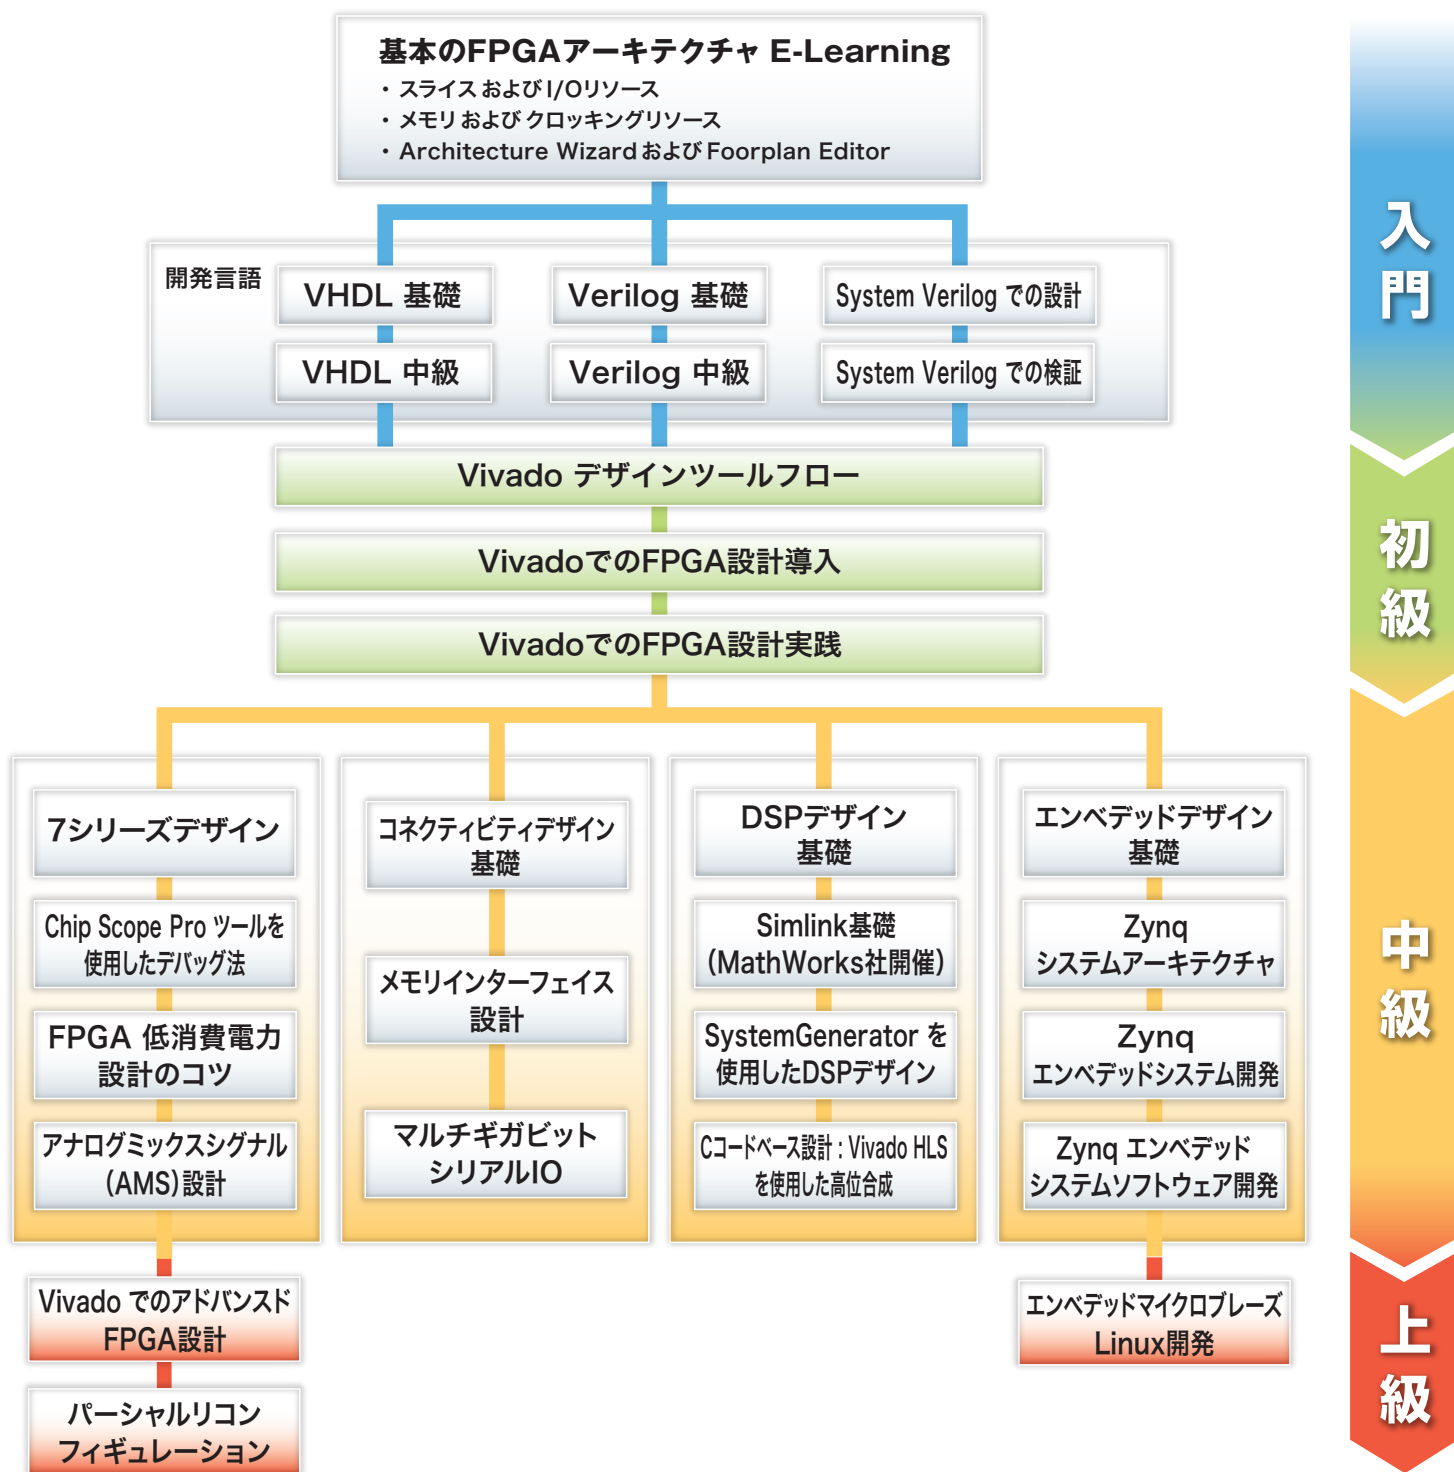 基本のFPGAアーキテクチャ E-Learning
・スライス および I/Oリソース
・メモリ および クロッキングリソース
・Architecture Wizard および Foorplan Editor
開発言語
VHDL 基礎
Verilog 基礎
System Verilog での設計
VHDL 中級
Verilog 中級
System Verilog での検証
Vivado デザインツールフロー
VivadoでのFPGA設計導入
VivadoでのFPGA設計実践
7シリーズデザイン
Chip Scope Pro ツールを
使用したデバッグ法
FPGA 低消費電力
設計のコツ
アナログミックスシグナル
(AMS)設計
Vivado でのアドバンスド
FPGA設計
パーシャルリコン
フィギュレーション
コネクティビティデザイン
基礎
メモリインターフェイス
設計
マルチギガビット
シリアルIO
DSPデザイン
基礎
Simlink基礎
(MathWorks社開催)
SystemGenerator を
使用したDSPデザイン
Cコードベース設計 : Vivado HLS
を使用した高位合成
エンベデッドデザイン
基礎
Zynq
システムアーキテクチャ
Zynq
エンベデッドシステム開発
Zynq エンベデッド
システムソフトウェア開発
エンベデッドマイクロブレーズ
Linux開発
入門
初級
中級
上級